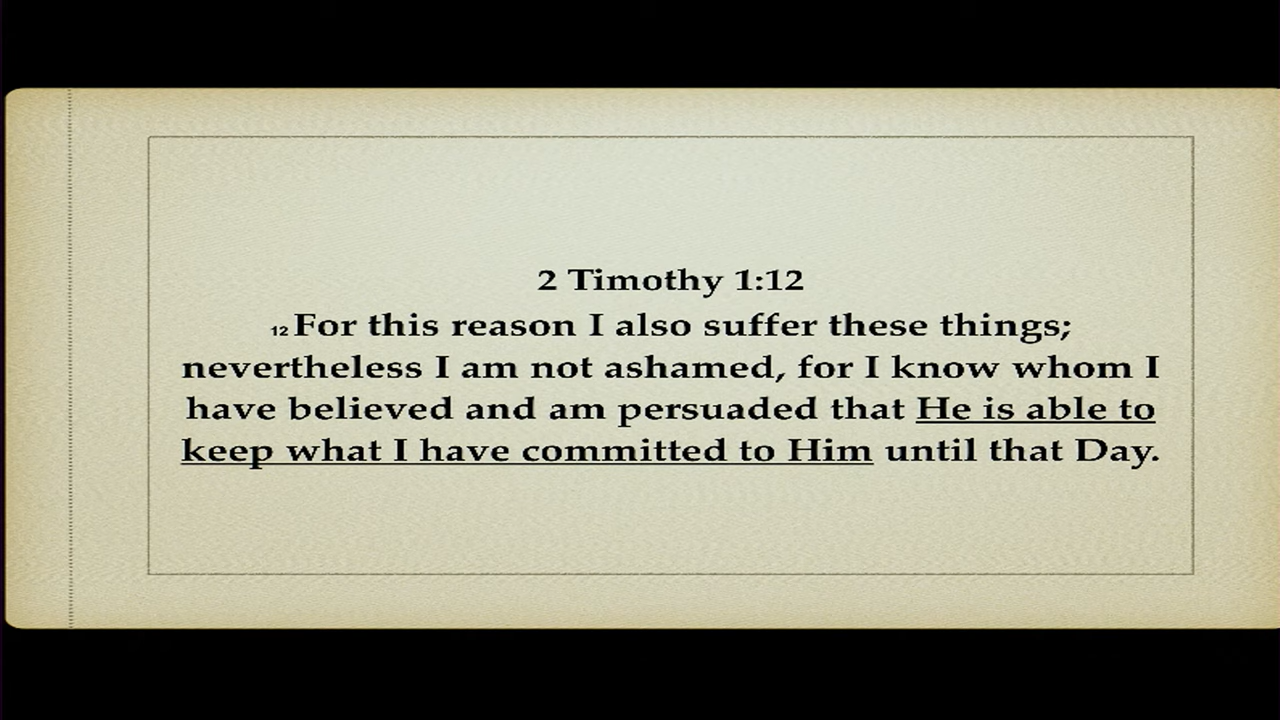 2 Timothy 1:12
12 For this reason I also suffer these things;
nevertheless I am not ashamed, for I know whom I
have believed and am persuaded that He is able to
keep what I have committed to Him until that Day.